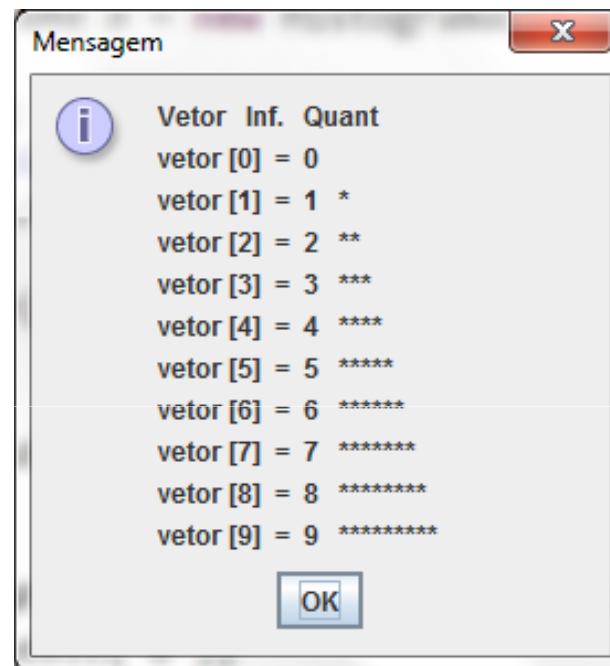 Mensagem
Vetor Inf. Quant
vetor [0] = 0
vetor [1] = 1 *
vetor [2] = 2 **
vetor [3] = 3 ***
vetor [4] = 4 ****
vetor [5] = 5 *****
vetor [6] = 6 ******
vetor [7] = 7 *******
vetor [8] = 8 ********
vetor [9] = 9 *********
OK